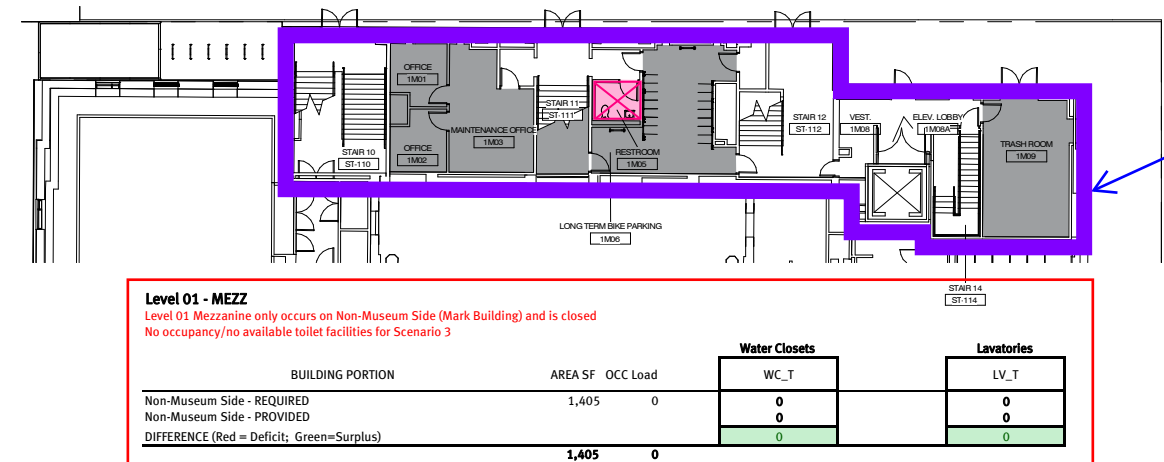 OFFICE
1M01
STAIR 11
ST-111
MAINTENANCE OFFICE
1M03
STAIR 12
ST-112
VEST.
1M08
ELEV. LOBBY
1M08A
TRASH ROOM
1M09
STAIR 10
ST-110
OFFICE
1M02
RESTROOM
1M05
LONG TERM BIKE PARKING
1M06
STAIR 14
ST-114
Level 01 - MEZZ
Level 01 Mezzanine only occurs on Non-Museum Side (Mark Building) and is closed
No occupancy/no available toilet facilities for Scenario 3
Water Closets Lavatories
BUILDING PORTION AREA SF OCC Load WC_T LV_T
Non-Museum Side - REQUIRED 1,405 0 0 0
Non-Museum Side - PROVIDED 0 0
DIFFERENCE (Red = Deficit; Green=Surplus) 0 0
1,405 0